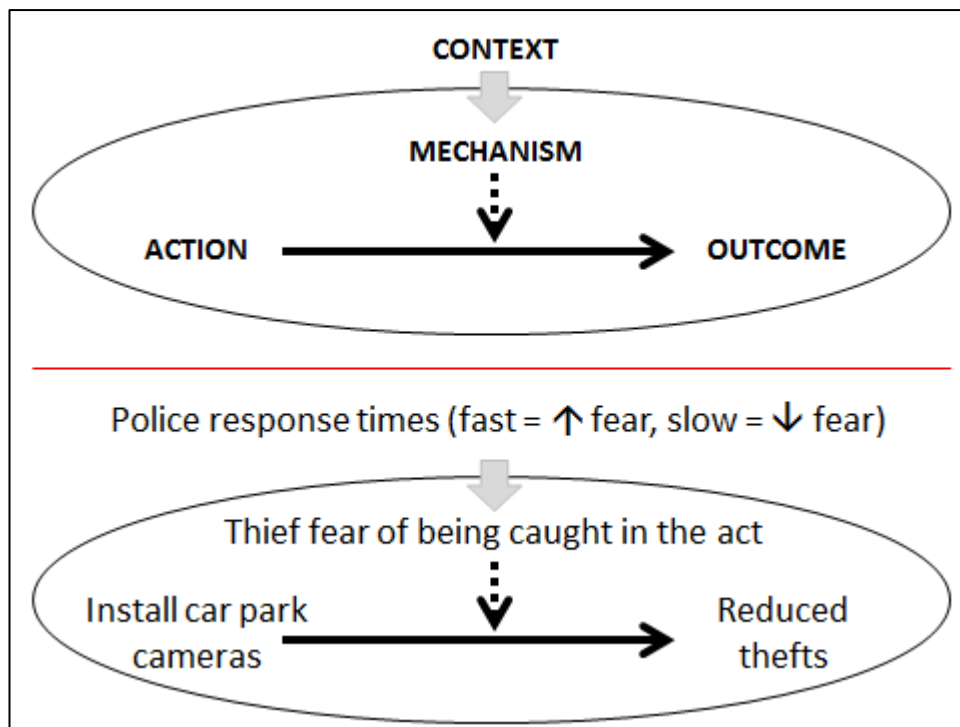 CONTEXT
MECHANISM
ACTION
OUTCOME
Police response times (fast = ↑ fear, slow = ↓ fear)
Thief fear of being caught in the act
Install car park
cameras
Reduced
thefts